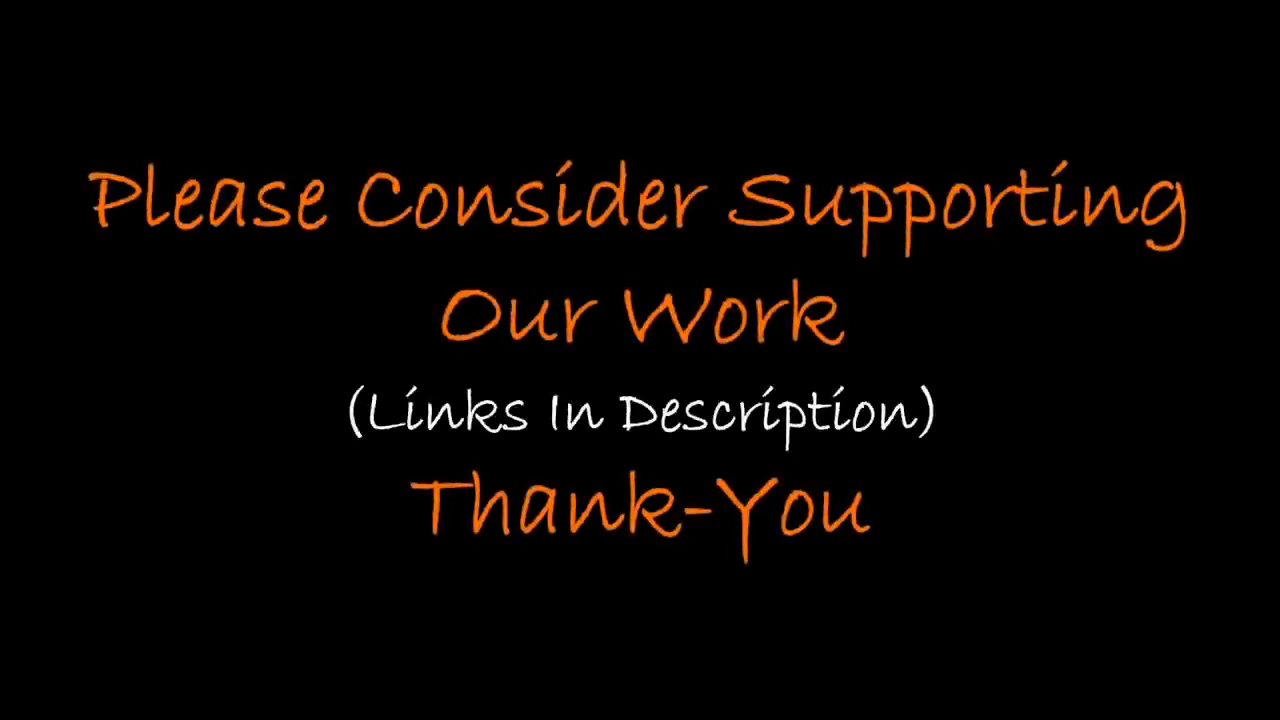 Please Consider Supporting
Our Work
(Links In Description)
Thank-You